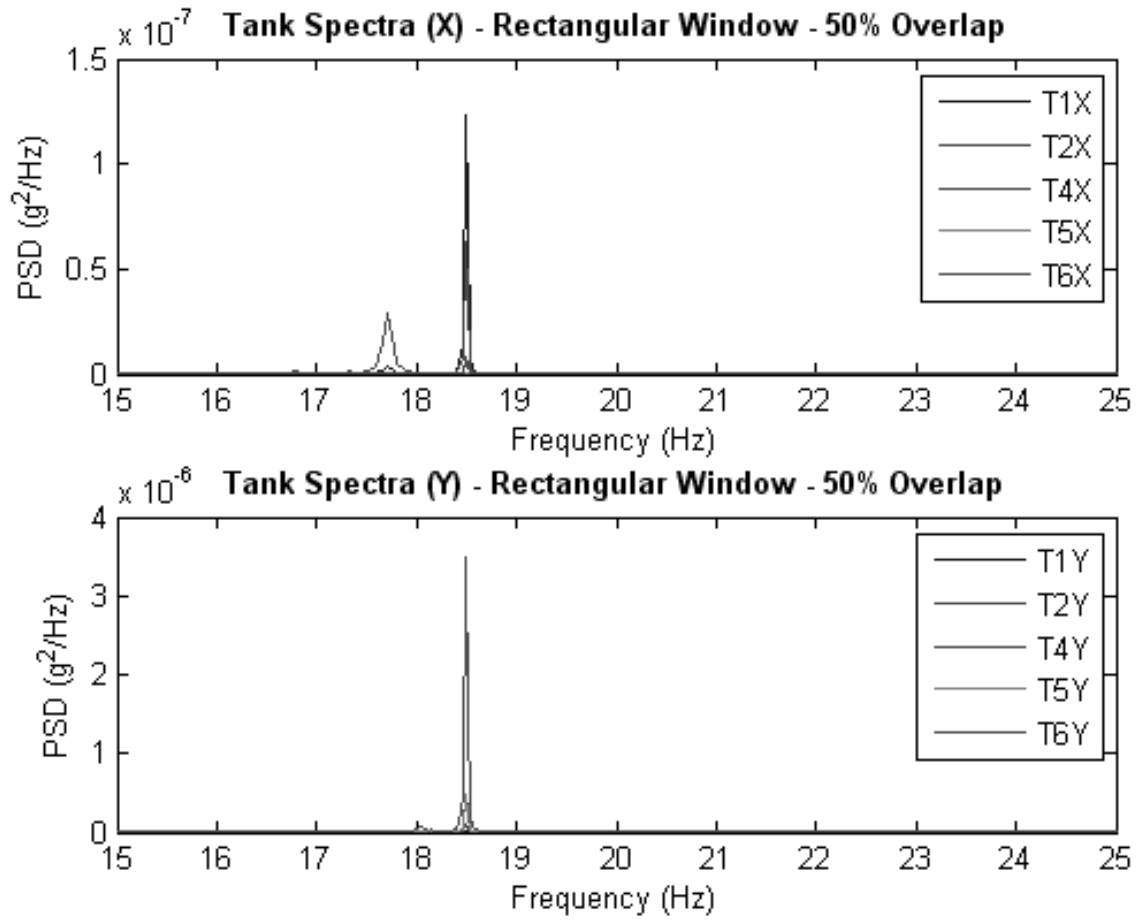 x 10^-7
Tank Spectra (X) - Rectangular Window - 50% Overlap
1.5
1
0.5
0
PSD (g^2/Hz)
15 16 17 18 19 20 21 22 23 24 25
Frequency (Hz)
T1X
T2X
T4X
T5X
T6X
x 10^-6
Tank Spectra (Y) - Rectangular Window - 50% Overlap
4
3
2
1
0
PSD (g^2/Hz)
15 16 17 18 19 20 21 22 23 24 25
Frequency (Hz)
T1Y
T2Y
T4Y
T5Y
T6Y